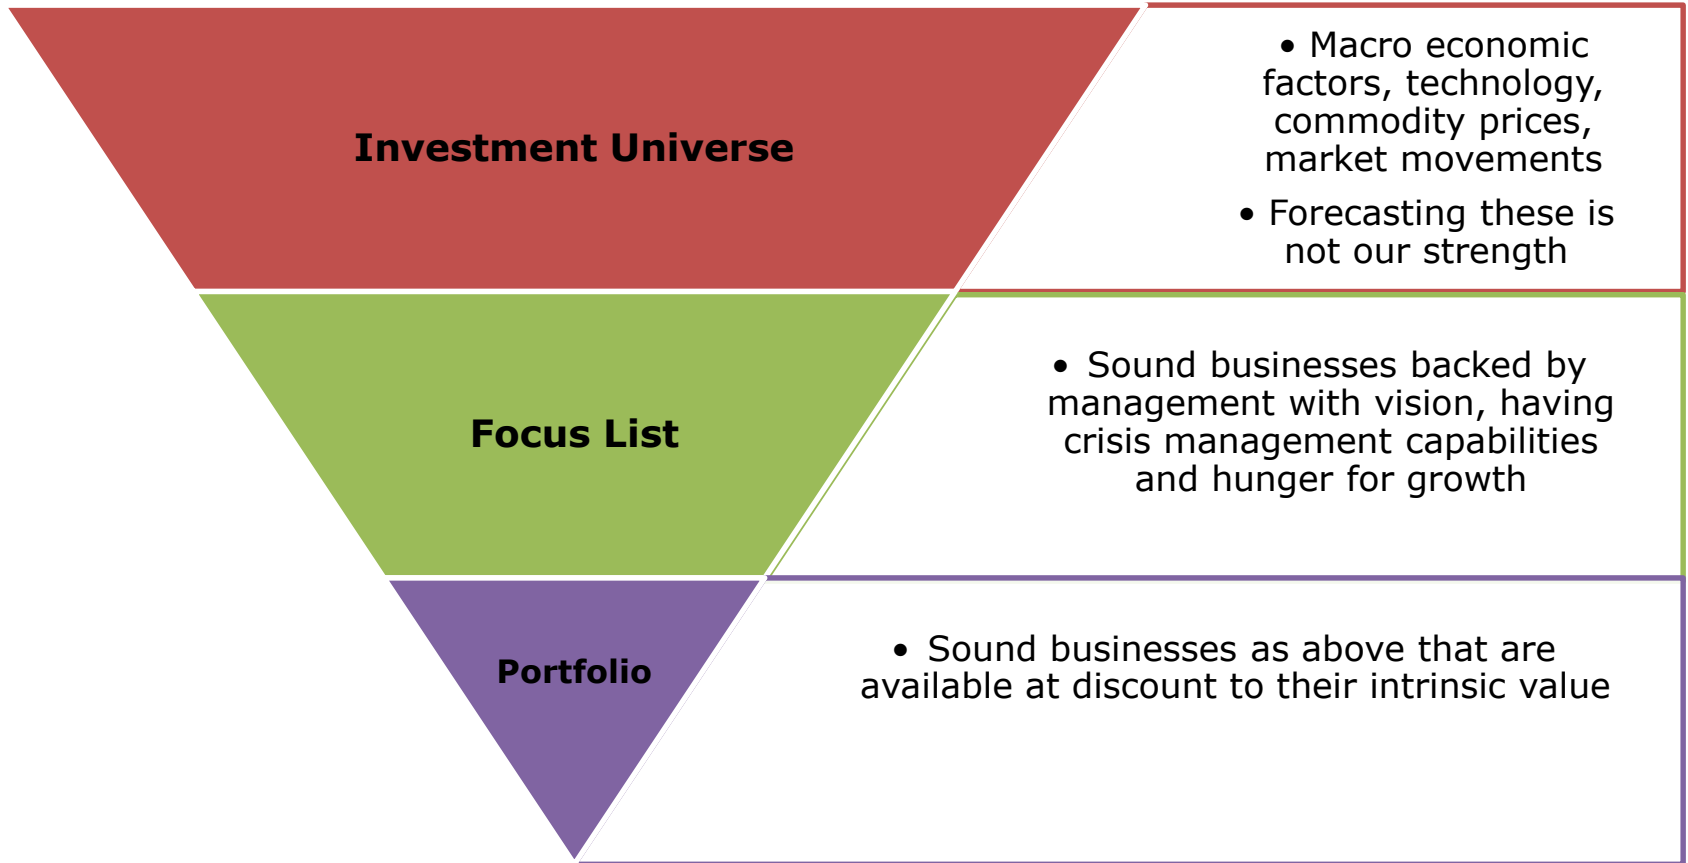 Investment Universe
• Macro economic
factors, technology,
commodity prices,
market movements
• Forecasting these is
not our strength
Focus List
• Sound businesses backed by
management with vision, having
crisis management capabilities
and hunger for growth
Portfolio
• Sound businesses as above that are
available at discount to their intrinsic value